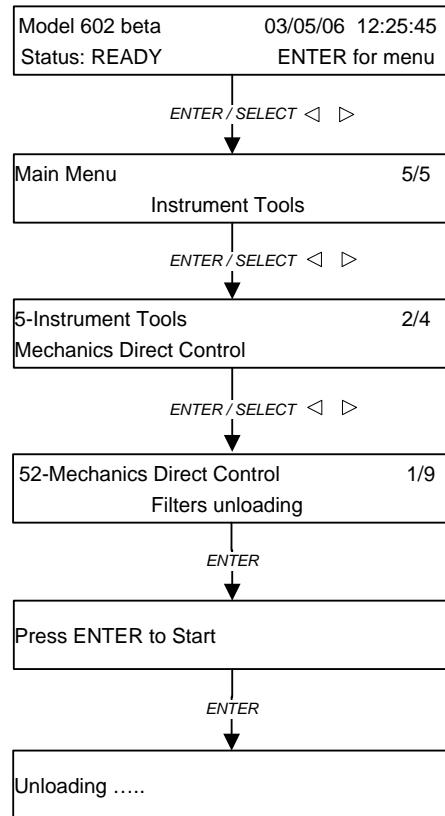 Model 602 beta 03/05/06 12:25:45
Status: READY ENTER for menu
ENTER / SELECT ◁ ▷
Main Menu 5/5
Instrument Tools
ENTER / SELECT ◁ ▷
5-Instrument Tools 2/4
Mechanics Direct Control
ENTER / SELECT ◁ ▷
52-Mechanics Direct Control 1/9
Filters unloading
ENTER
Press ENTER to Start
ENTER
Unloading …..